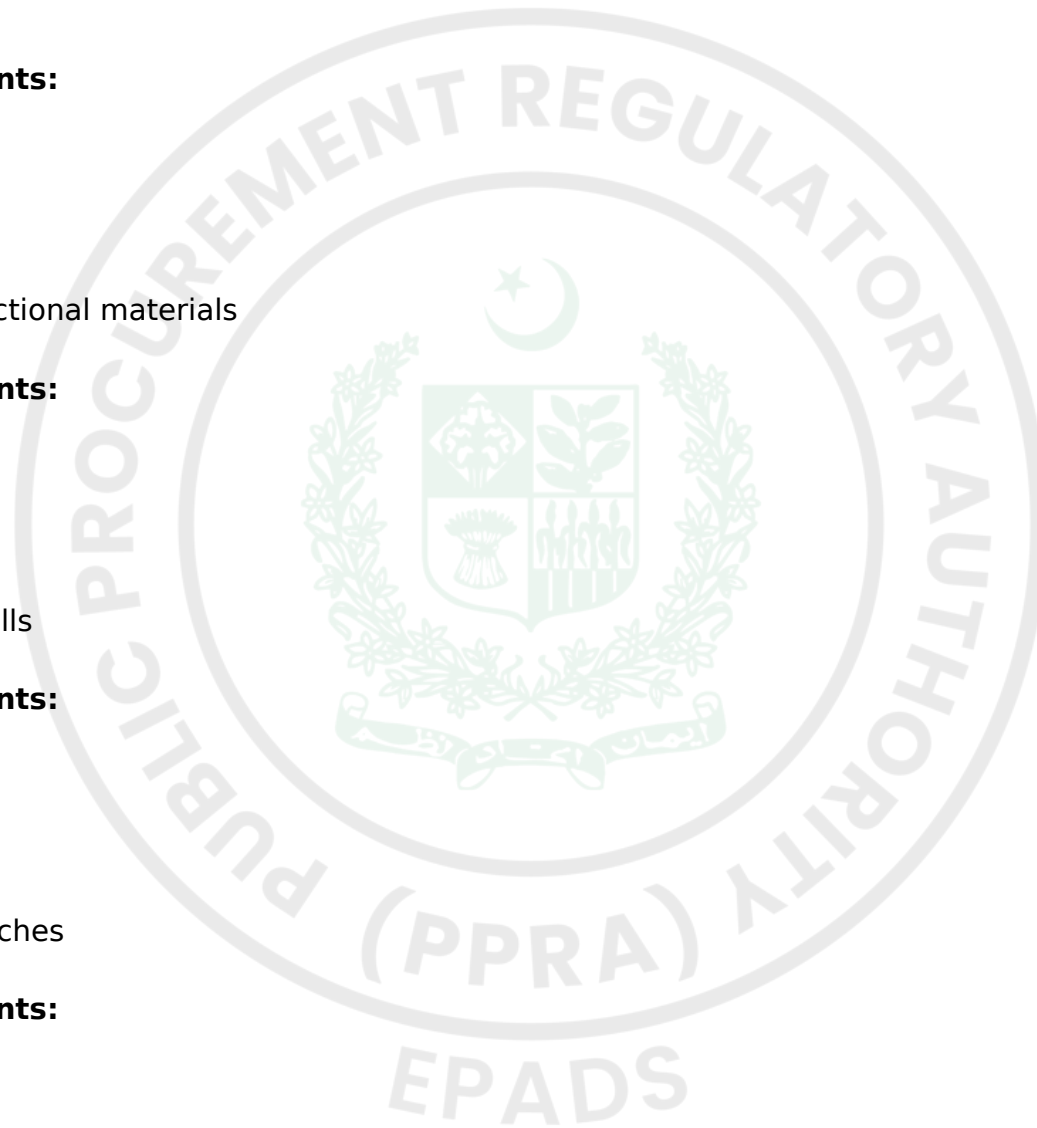 nts:
ctional materials
nts:
lls
nts:
ches
nts:
PUBLIC PROCUREMENT REGULATORY AUTHORITY
(PPRA)
EPADS